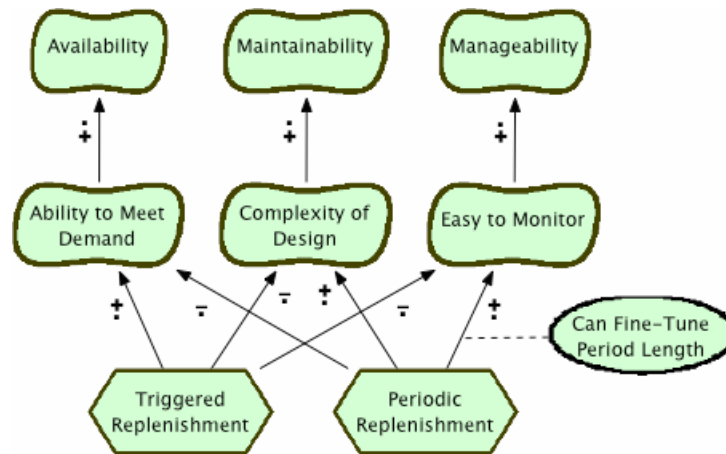 Availability
Maintainability
Manageability
Ability to Meet
Demand
Complexity of
Design
Easy to Monitor
Can Fine-Tune
Period Length
Triggered
Replenishment
Periodic
Replenishment